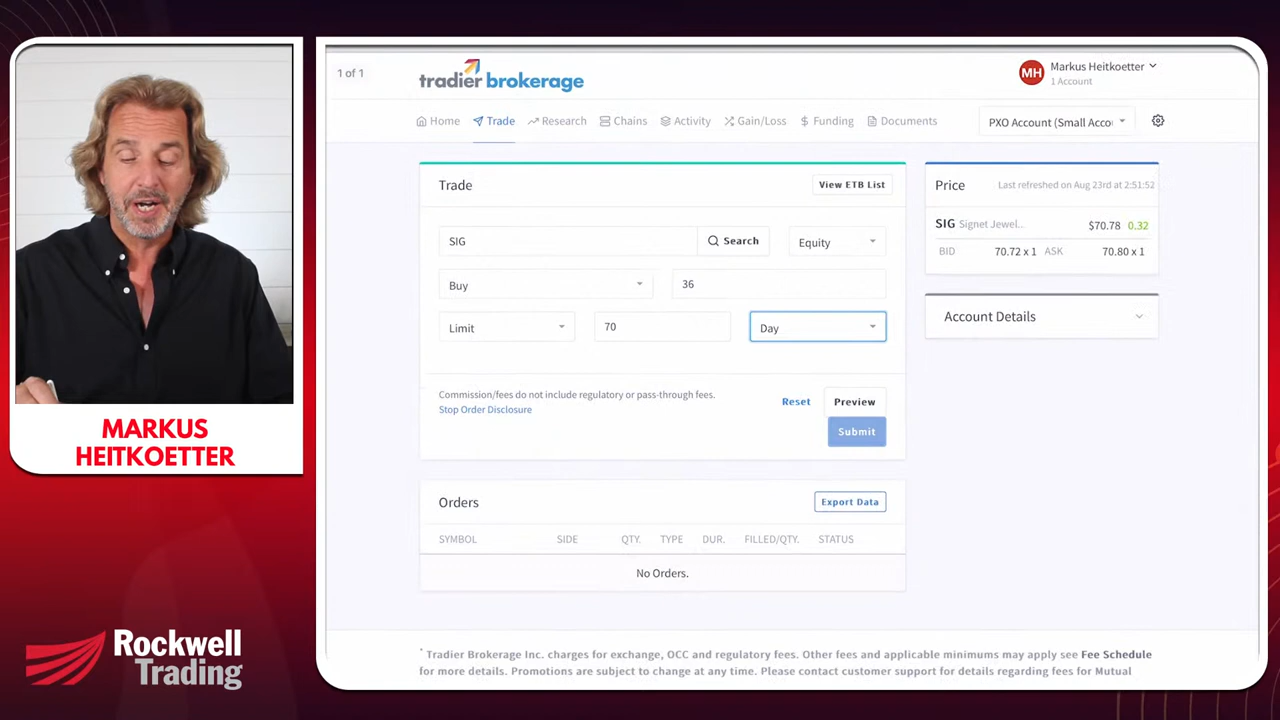 MARKUS
HEITKOETTER
Rockwell
Trading
1 of 1
tradier brokerage
MH
Markus Heitkoetter
1 Account
Home
Trade
Research
Chains
Activity
Gain/Loss
$ Funding
Documents
PXO Account (Small Acco
Trade
View ETB List
SIG
Search
Equity
Buy
36
Limit
70
Day
Commission/fees do not include regulatory or pass-through fees.
Stop Order Disclosure
Reset
Preview
Submit
Orders
Export Data
SYMBOL SIDE QTY. TYPE DUR. FILLED/QTY. STATUS
No Orders.
Price
Last refreshed on Aug 23rd at 2:51:52
SIG Signet Jewel... $70.78 0.32
BID 70.72 x 1 ASK 70.80 x 1
Account Details
* Tradier Brokerage Inc. charges for exchange, OCC and regulatory fees. Other fees and applicable minimums may apply see Fee Schedule
for more details. Promotions are subject to change at any time. Please contact customer support for details regarding fees for Mutual